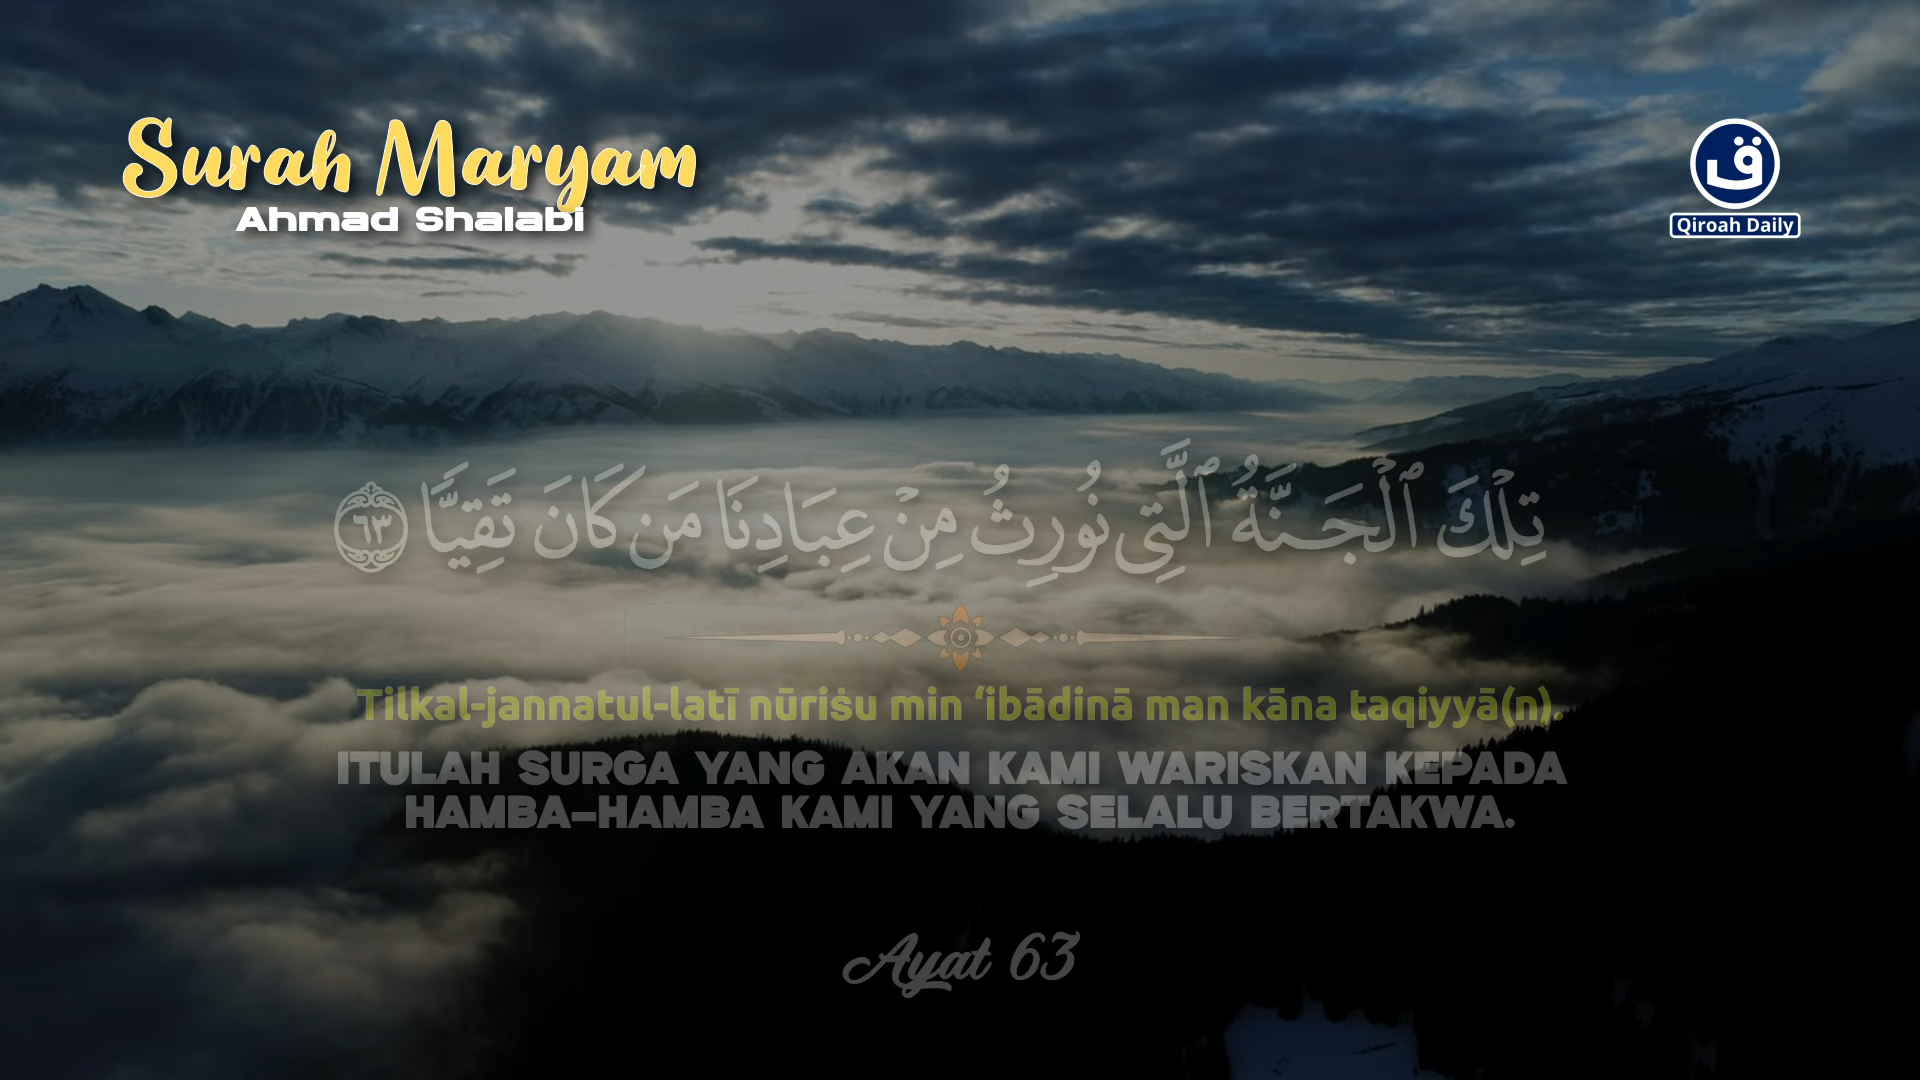 Surah Maryam
Ahmad Shalabi
ق
Qiroah Daily
تِلْكَ ٱلْجَنَّةُ ٱلَّتِى نُورِثُ مِنْ عِبَادِنَا مَن كَانَ تَقِيًّا ٦٣
Tilkal-jannatul-latī nūriṡu min ‘ibādinā man kāna taqiyyā(n).
ITULAH SURGA YANG AKAN KAMI WARISKAN KEPADA
HAMBA-HAMBA KAMI YANG SELALU BERTAKWA.
Ayat 63